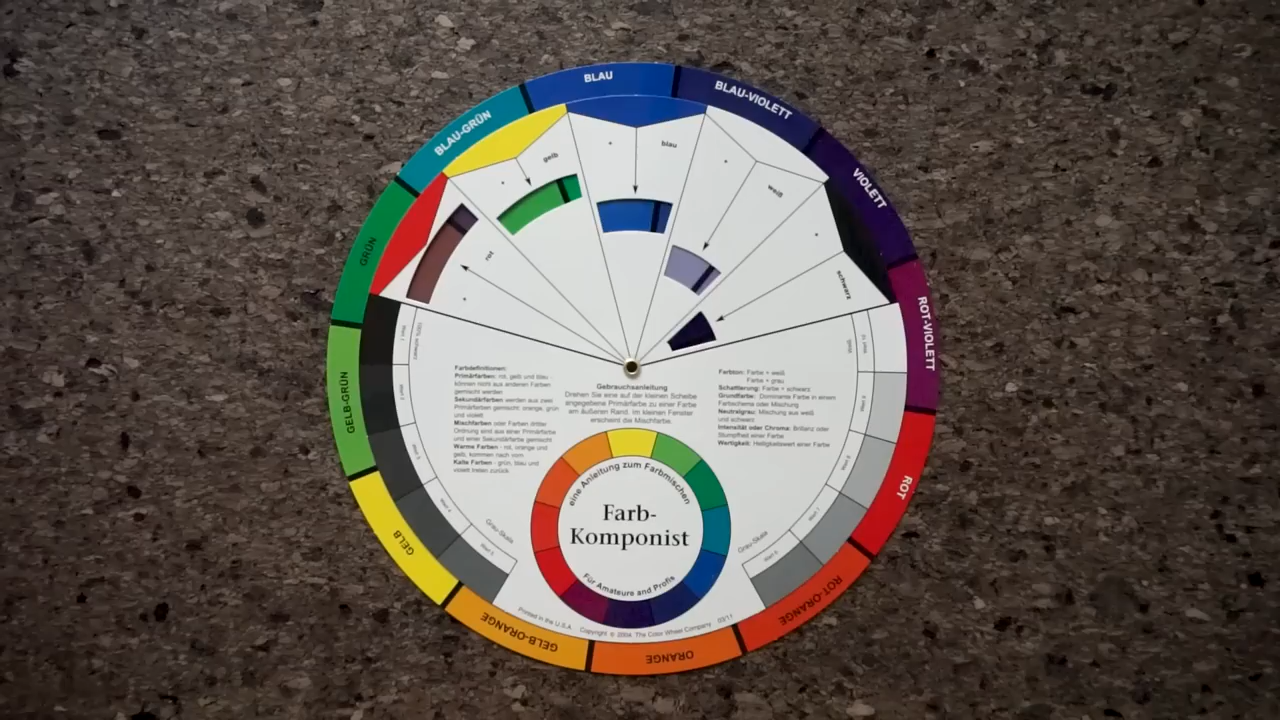 BLAU
BLAU-VIOLETT
VIOLETT
ROT-VIOLETT
ROT
ROT-ORANGE
ORANGE
GELB-ORANGE
GELB
GELB-GRÜN
GRÜN
BLAU-GRÜN
rot
gelb
blau
weiß
schwarz
Farbdefinitionen:
Primärfarben: rot, gelb und blau -
können nicht aus anderen Farben
gemischt werden
Sekundärfarben werden aus zwei
Primärfarben gemischt: orange, grün
und violett
Mischfarben oder Farben dritter
Ordnung sind aus einer Primärfarbe
und einer Sekundärfarbe gemischt
Warme Farben - rot, orange und
gelb, kommen nach vorn
Kalte Farben - grün, blau und
violett treten zurück
Gebrauchsanleitung
Drehen Sie eine auf der kleinen Scheibe
angegebene Primärfarbe zu einer Farbe
am äußeren Rand. Im kleinen Fenster
erscheint die Mischfarbe.
Farbton: Farbe + weiß
Farbe + grau
Schattierung: Farbe + schwarz
Grundfarbe: Dominante Farbe in einem
Farbschema oder Mischung
Neutralgrau: Mischung aus weiß
und schwarz
Intensität oder Chroma: Brillanz oder
Stumpfheit einer Farbe
Wertigkeit: Helligkeitswert einer Farbe
Grau-Skala
Grau-Skala
eine Anleitung zum Farbmischen
Farb-
Komponist
Für Amateure and Profis
Printed in the U.S.A.
Copyright © 2004 The Color Wheel Company 03/11